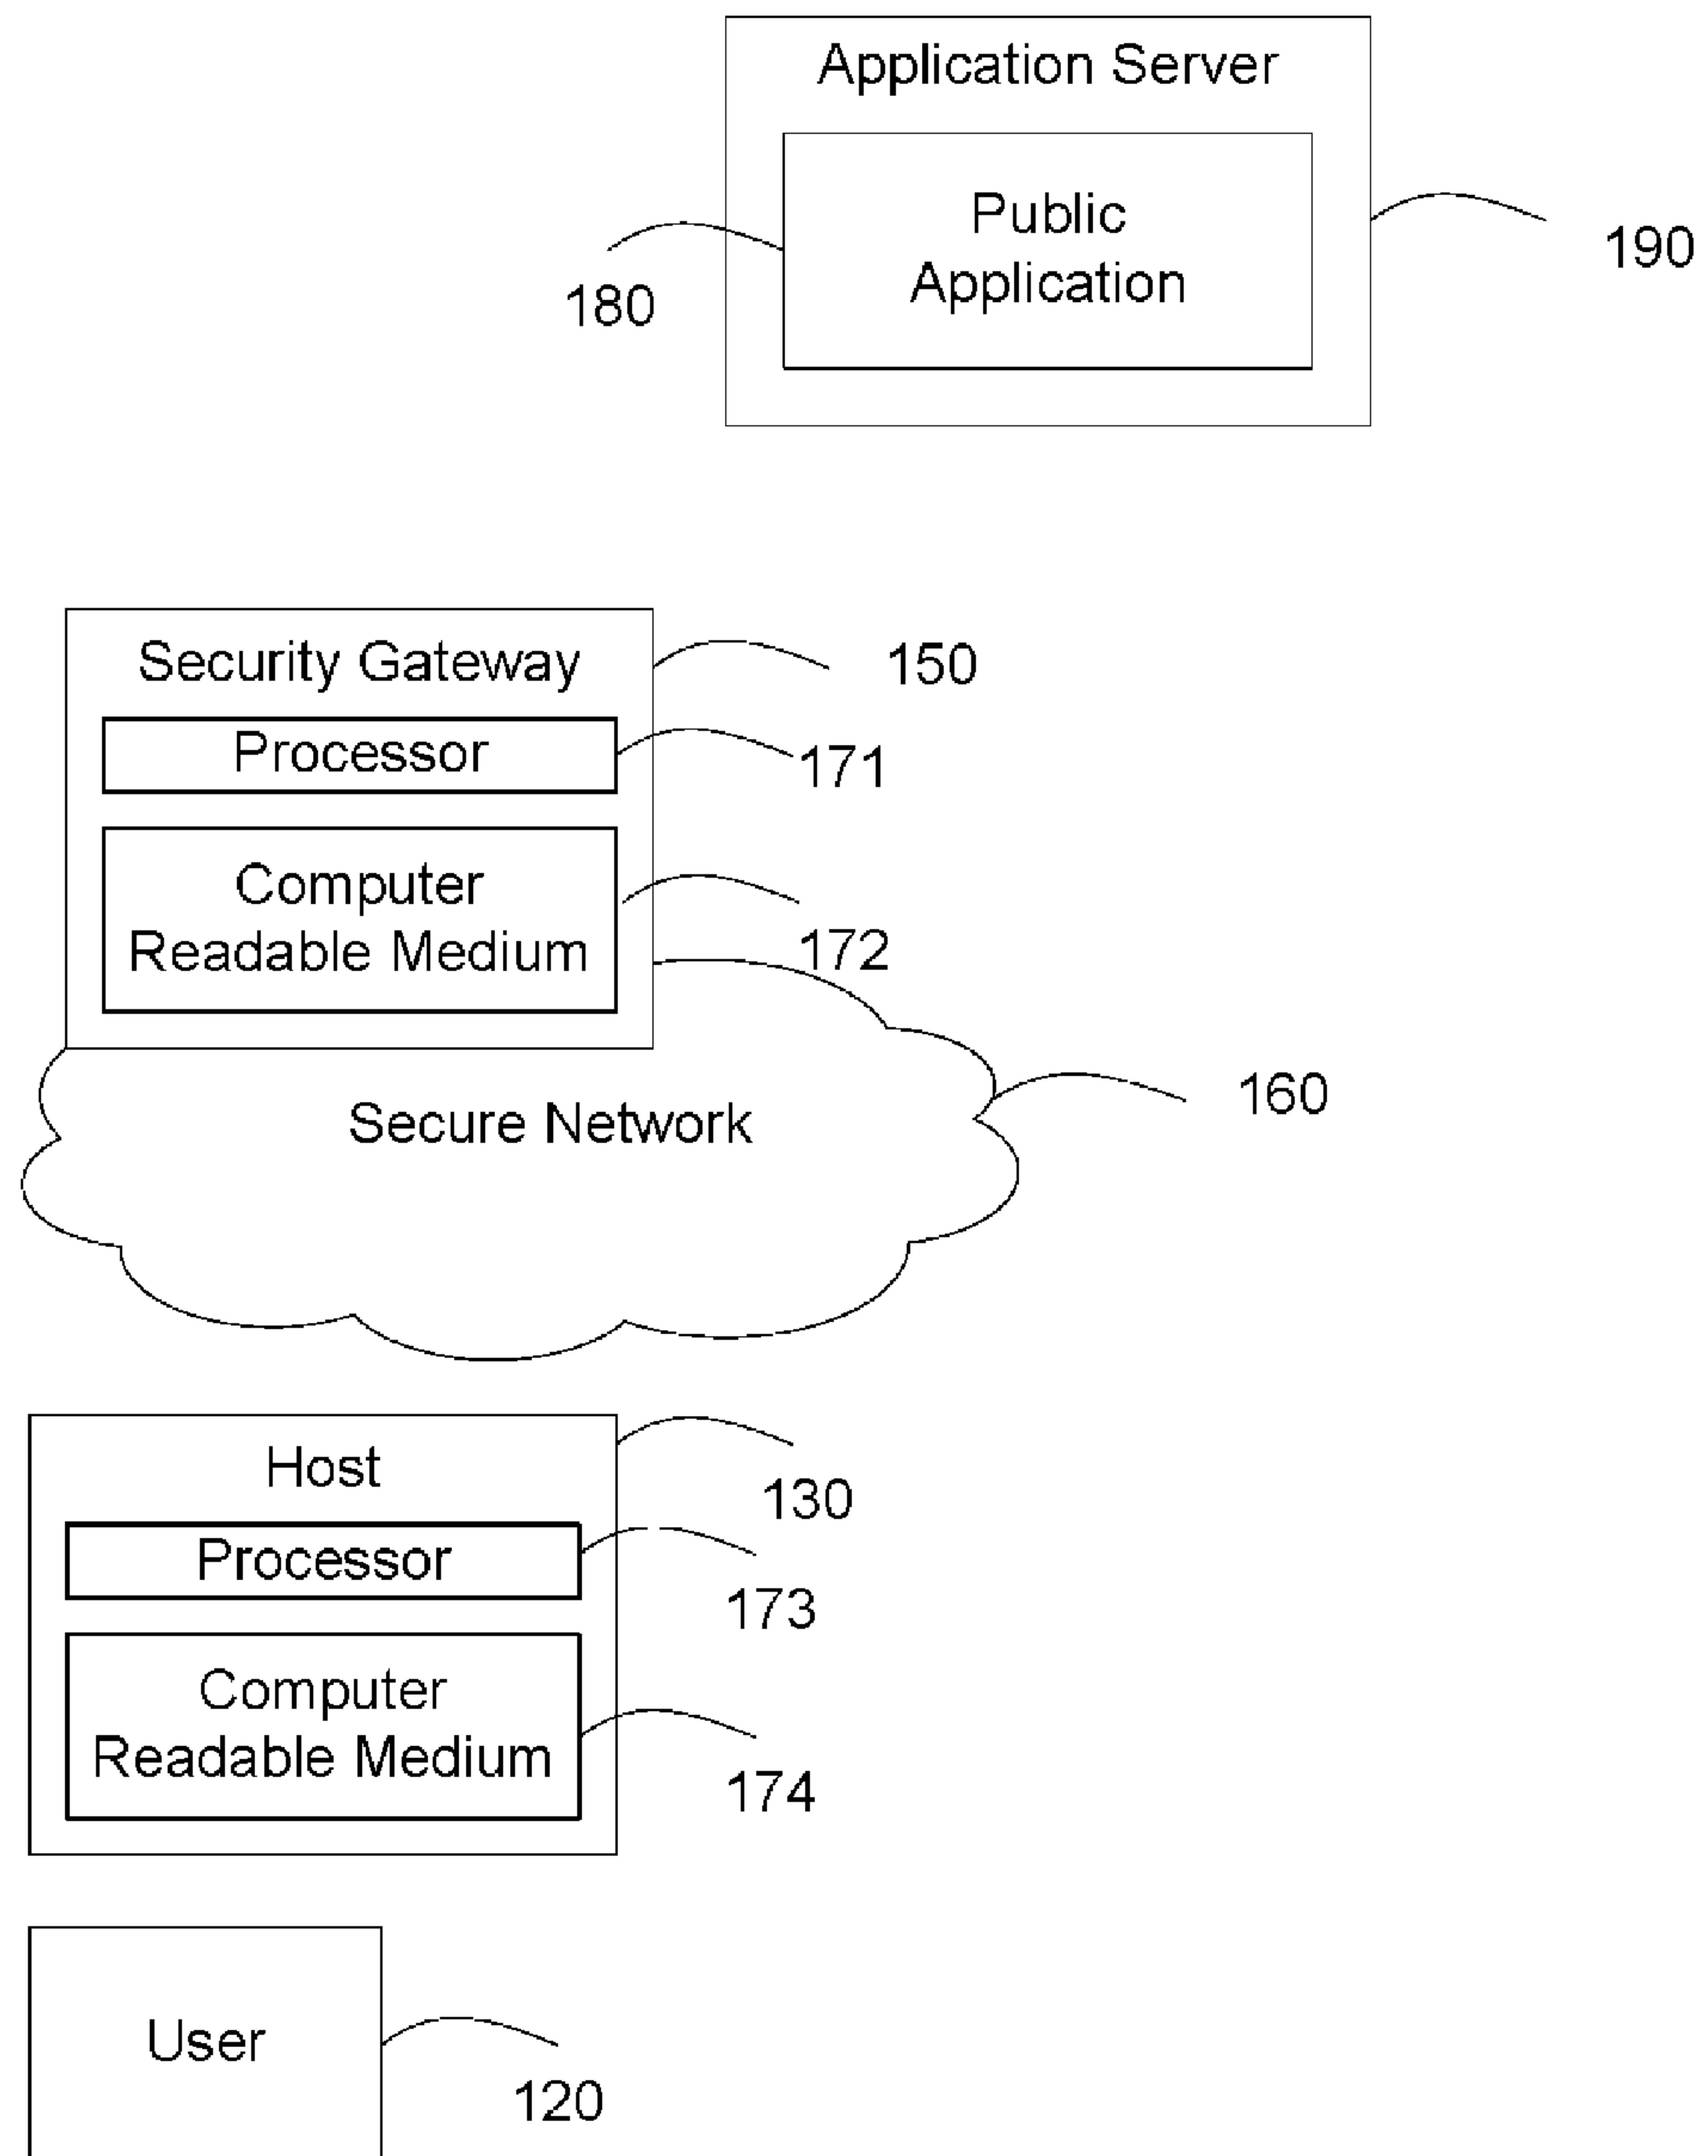 Application Server
Public
Application
180
190
Security Gateway
150
Processor
171
Computer
Readable Medium
172
Secure Network
160
Host
130
Processor
173
Computer
Readable Medium
174
User
120